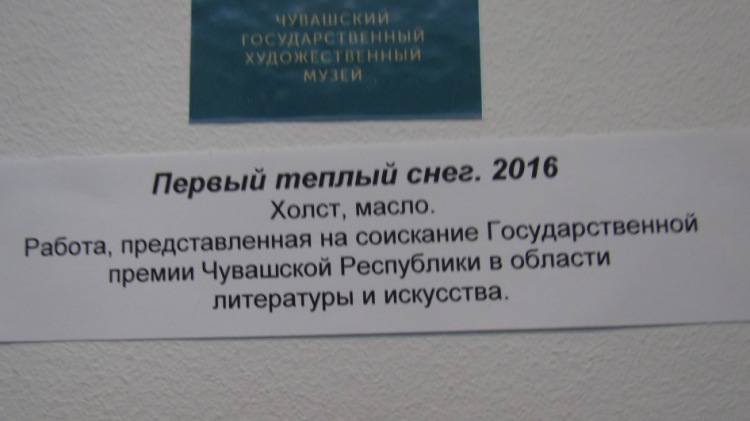 ЧУВАШСКИЙ
ГОСУДАРСТВЕННЫЙ
ХУДОЖЕСТВЕННЫЙ
МУЗЕЙ
Первый теплый снег. 2016
Холст, масло.
Работа, представленная на соискание Государственной
премии Чувашской Республики в области
литературы и искусства.